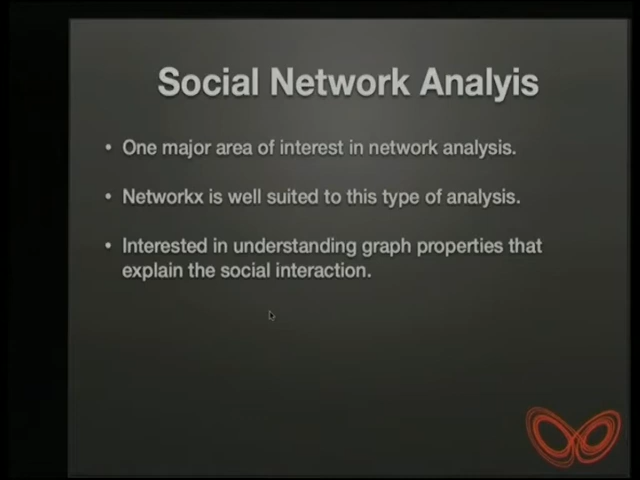 Social Network Analyis
• One major area of interest in network analysis.
• Networkx is well suited to this type of analysis.
• Interested in understanding graph properties that
explain the social interaction.